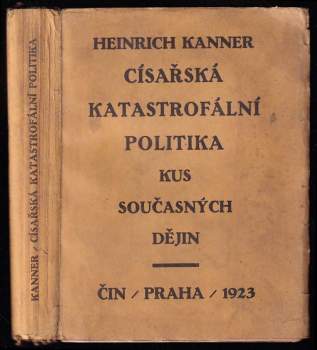 KANNER / CÍSAŘSKÁ KATASTROFÁLNÍ POLITIKA
HEINRICH KANNER
CÍSAŘSKÁ
KATASTROFÁLNÍ
POLITIKA
KUS
SOUČASNÝCH
DĚJIN
ČIN / PRAHA / 1923